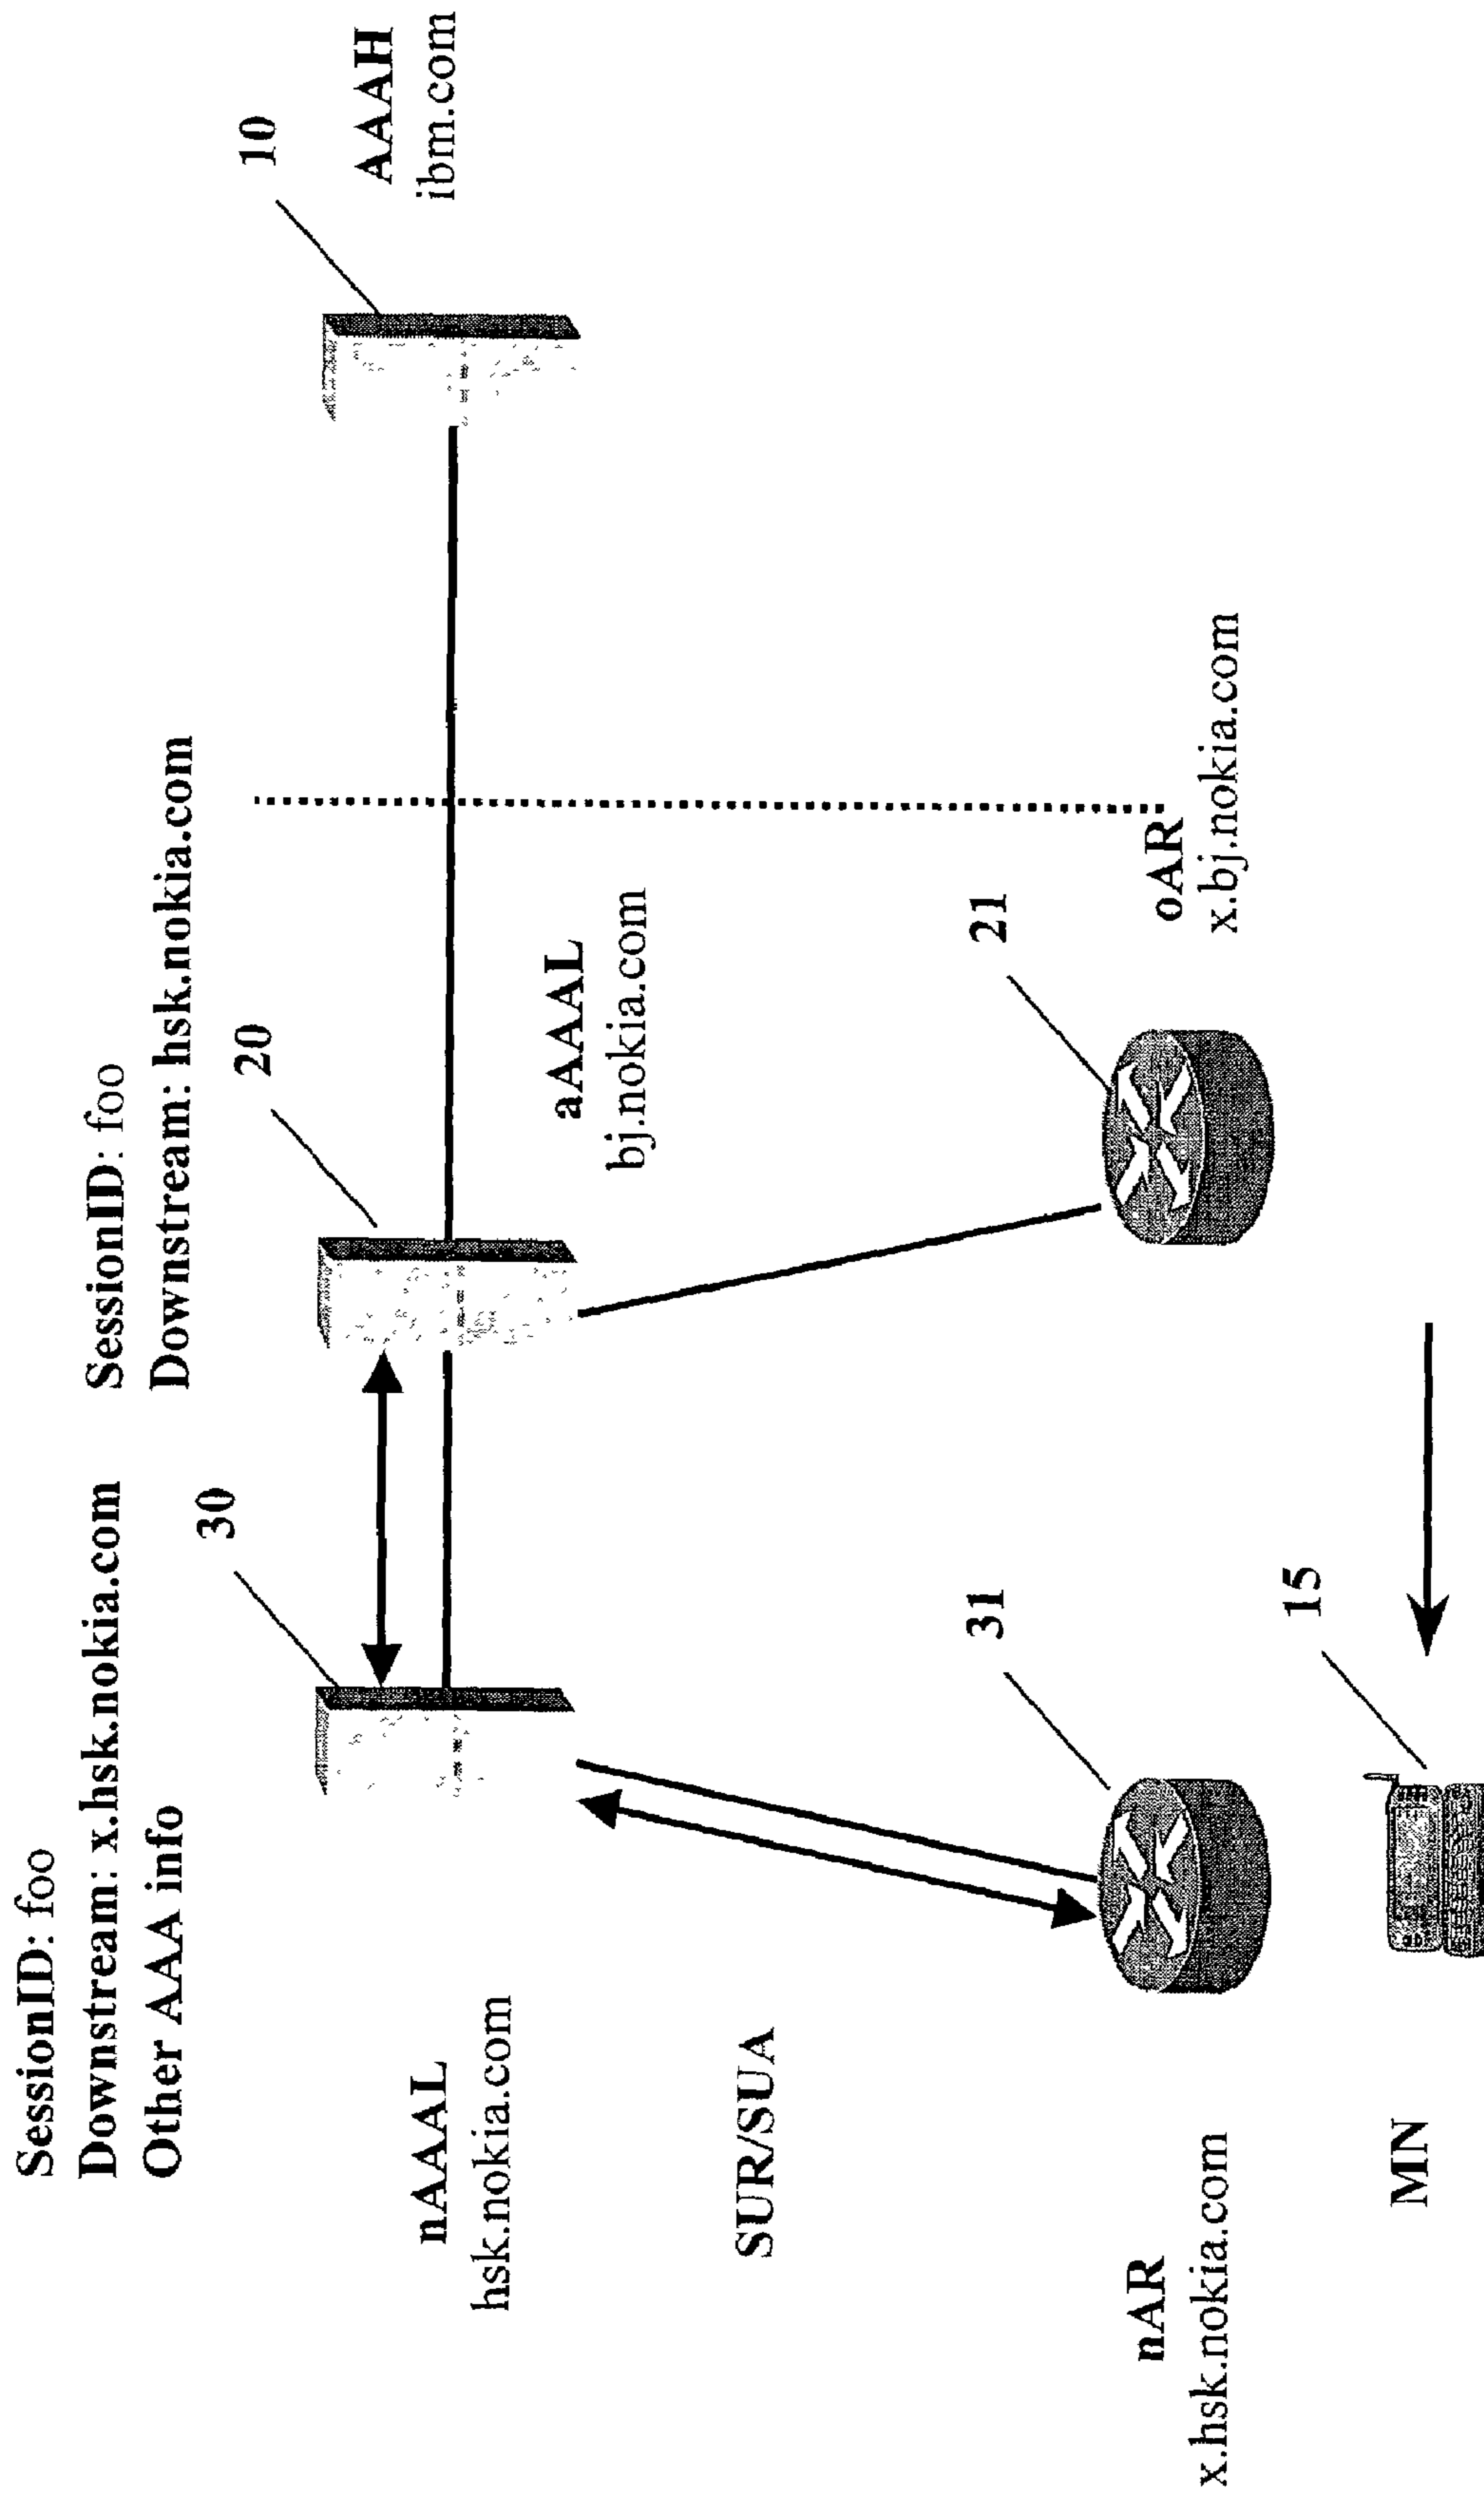 SessionID: foo
Downstream: x.hsk.nokia.com
Other AAA info
SessionID: foo
Downstream: hsk.nokia.com
30
20
10
AAAH
ibm.com
nAAAL
hsk.nokia.com
aAAAL
bj.nokia.com
SUR/SUA
31
21
nAR
x.hsk.nokia.com
oAR
x.bj.nokia.com
15
MN